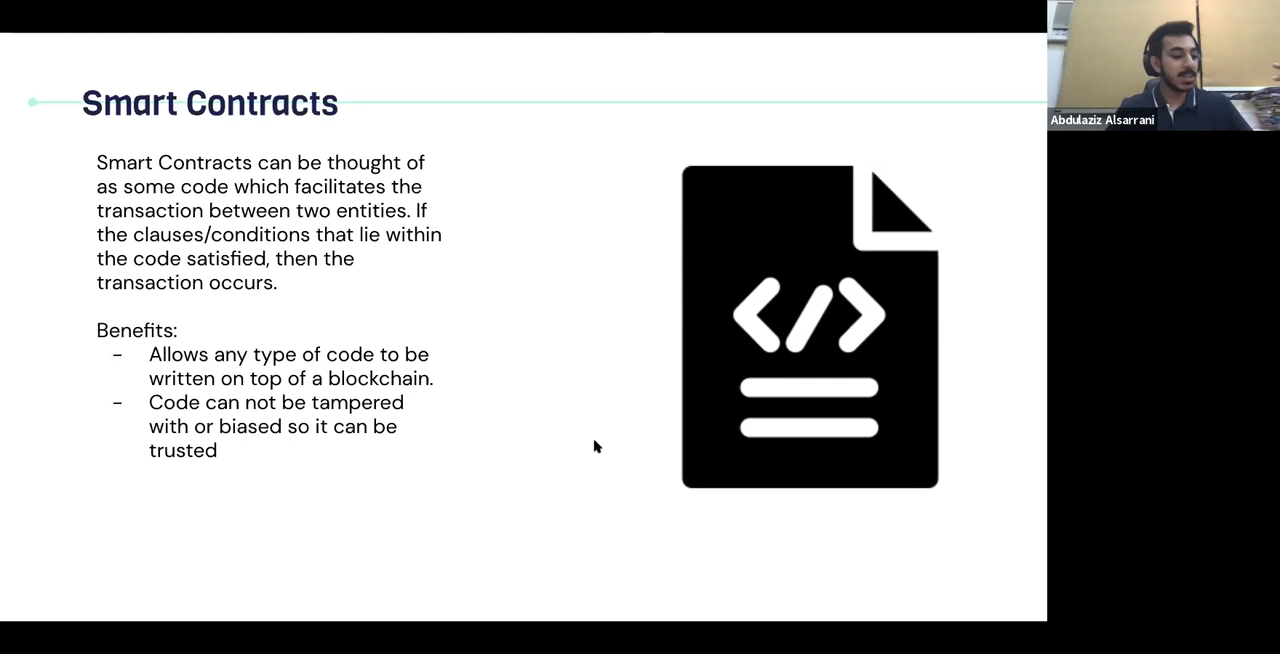 Smart Contracts
Smart Contracts can be thought of
as some code which facilitates the
transaction between two entities. If
the clauses/conditions that lie within
the code satisfied, then the
transaction occurs.
Benefits:
- Allows any type of code to be
written on top of a blockchain.
- Code can not be tampered
with or biased so it can be
trusted
</>
Abdulaziz Alsarrani